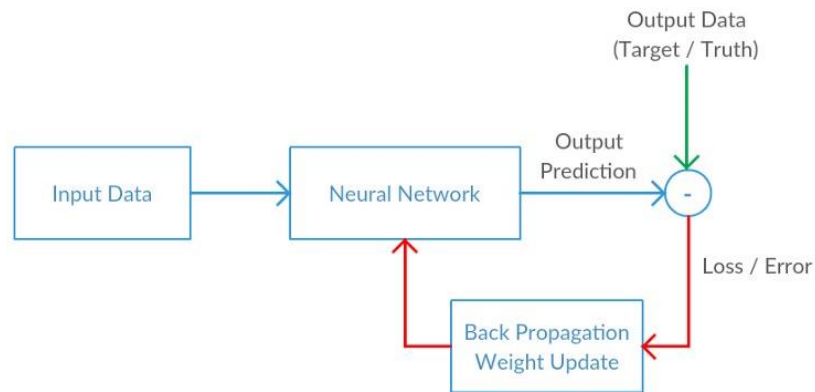 Output Data
(Target / Truth)
Input Data
Neural Network
Output
Prediction
-
Loss / Error
Back Propagation
Weight Update